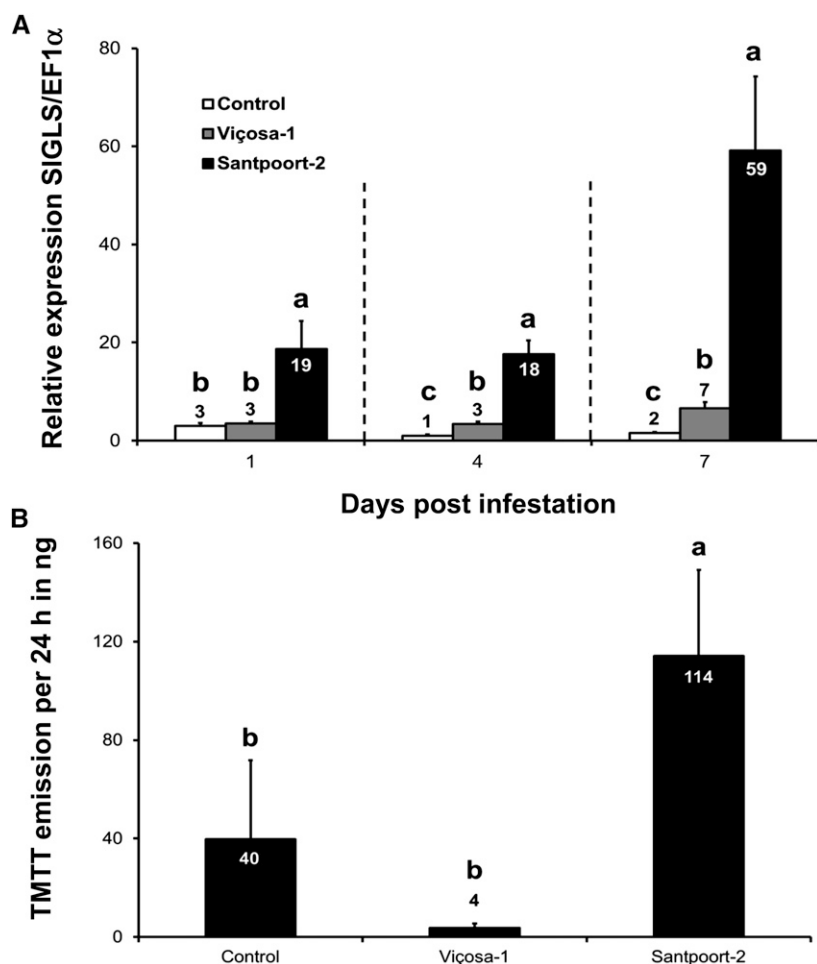 A
Relative expression SIGLS/EF1α
80
60
40
20
0
Control
Viçosa-1
Santpoort-2
b
b
a
c
b
a
c
b
a
3
3
19
1
3
18
2
7
59
1
4
7
Days post infestation
B
TMTT emission per 24 h in ng
160
120
80
40
0
b
b
a
40
4
114
Control
Viçosa-1
Santpoort-2